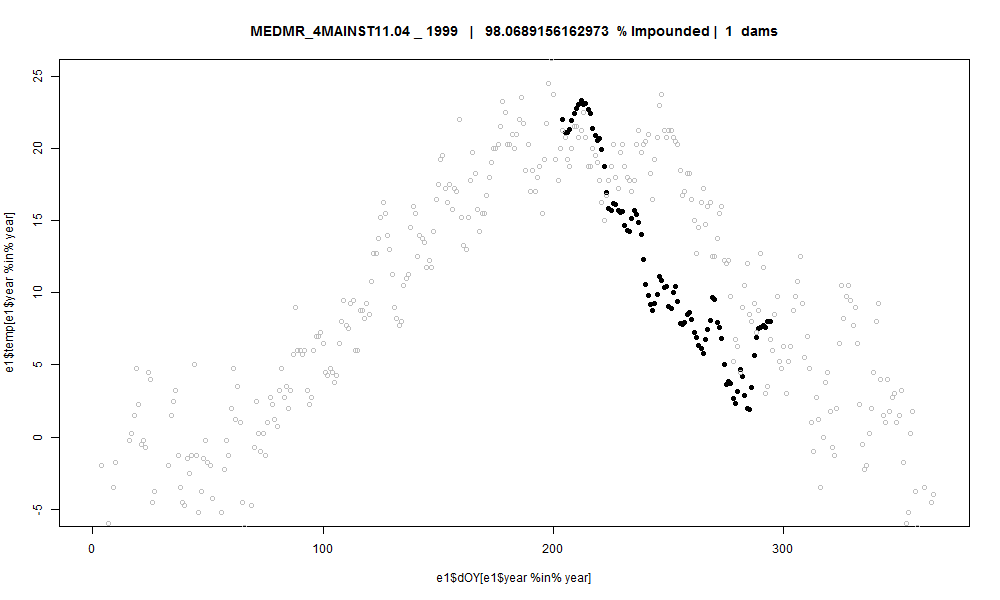 MEDMR_4MAINST11.04 _ 1999 | 98.0689156162973 % Impounded | 1 dams
e1$temp[e1$year %in% year]
25
20
15
10
5
0
-5
0 100 200 300
e1$dOY[e1$year %in% year]